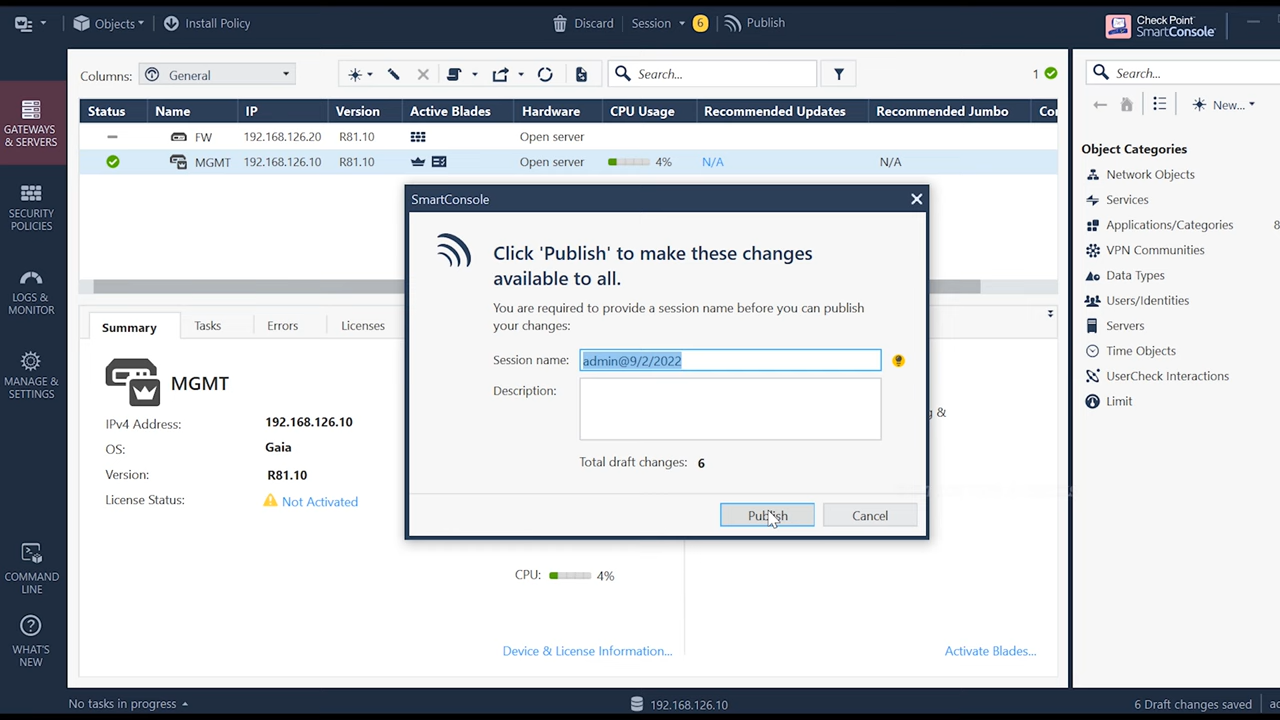 Objects
Install Policy
Discard
Session
6
Publish
Check Point
SmartConsole
GATEWAYS
& SERVERS
SECURITY
POLICIES
LOGS &
MONITOR
MANAGE &
SETTINGS
COMMAND
LINE
WHAT'S
NEW
Columns:
General
Search...
1
Status Name IP Version Active Blades Hardware CPU Usage Recommended Updates Recommended Jumbo Co
FW 192.168.126.20 R81.10 Open server
MGMT 192.168.126.10 R81.10 Open server 4% N/A N/A
SmartConsole
Click 'Publish' to make these changes
available to all.
You are required to provide a session name before you can publish
your changes:
Session name: admin@9/2/2022
Description:
Total draft changes: 6
Publish
Cancel
Summary
Tasks
Errors
Licenses
MGMT
IPv4 Address: 192.168.126.10
OS: Gaia
Version: R81.10
License Status: Not Activated
g &
CPU: 4%
Device & License Information...
Activate Blades...
Search...
New...
Object Categories
Network Objects
Services
Applications/Categories 8
VPN Communities
Data Types
Users/Identities
Servers
Time Objects
UserCheck Interactions
Limit
No tasks in progress
192.168.126.10
6 Draft changes saved